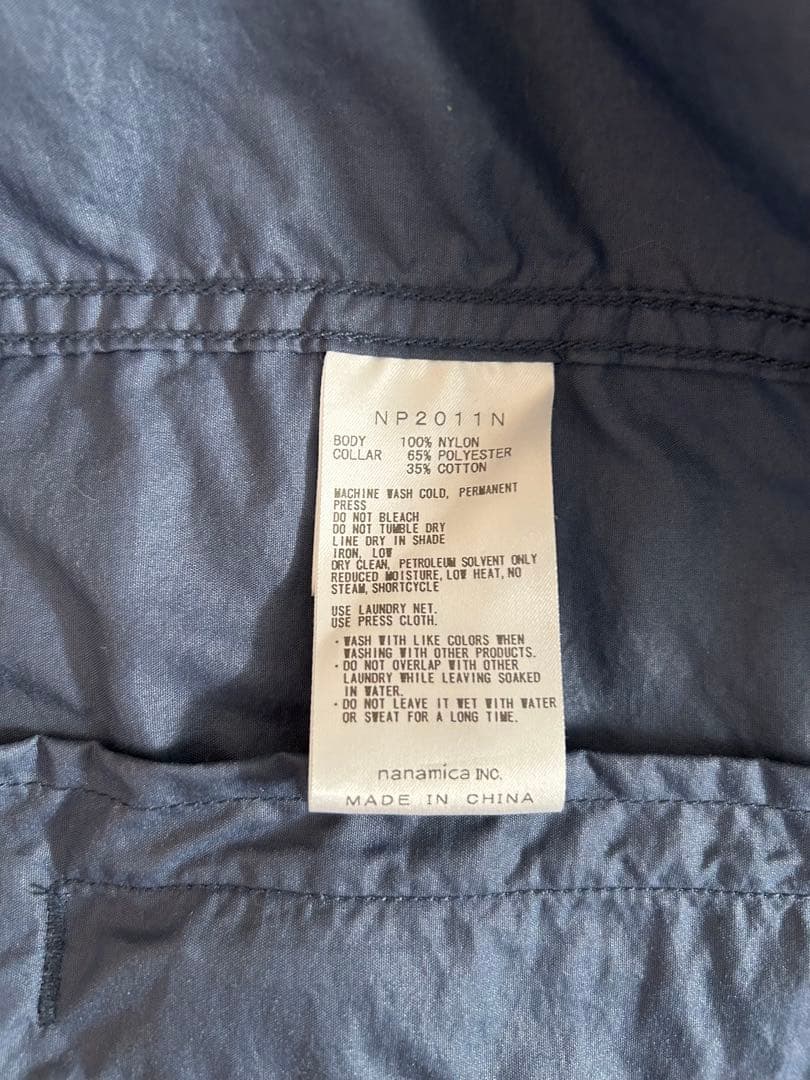 NP2011N
BODY 100% NYLON
COLLAR 65% POLYESTER
35% COTTON
MACHINE WASH COLD, PERMANENT
PRESS
DO NOT BLEACH
DO NOT TUMBLE DRY
LINE DRY IN SHADE
IRON, LOW
DRY CLEAN, PETROLEUM SOLVENT ONLY
REDUCED MOISTURE, LOW HEAT, NO
STEAM, SHORTCYCLE
USE LAUNDRY NET.
USE PRESS CLOTH.
・WASH WITH LIKE COLORS WHEN
WASHING WITH OTHER PRODUCTS.
・DO NOT OVERLAP WITH OTHER
LAUNDRY WHILE LEAVING SOAKED
IN WATER.
・DO NOT LEAVE IT WET WITH WATER
OR SWEAT FOR A LONG TIME.
nanamica INC.
MADE IN CHINA